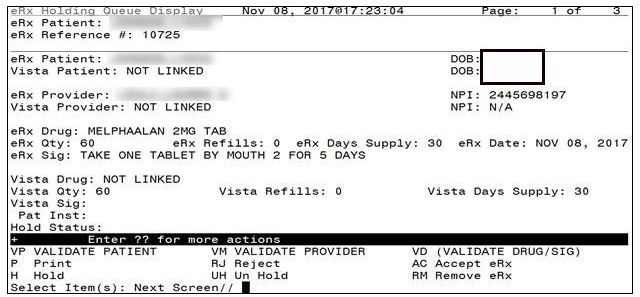 eRx Holding Queue Display Nov 08, 2017@17:23:04 Page: 1 of 3
eRx Patient:
eRx Reference #: 10725
eRx Patient: DOB:
Vista Patient: NOT LINKED DOB:
eRx Provider: NPI: 2445698197
Vista Provider: NOT LINKED NPI: N/A
eRx Drug: MELPHAALAN 2MG TAB
eRx Qty: 60 eRx Refills: 0 eRx Days Supply: 30 eRx Date: NOV 08, 2017
eRx Sig: TAKE ONE TABLET BY MOUTH 2 FOR 5 DAYS
Vista Drug: NOT LINKED
Vista Qty: 60 Vista Refills: 0 Vista Days Supply: 30
Vista Sig:
Pat Inst:
Hold Status:
+ Enter ?? for more actions
VP VALIDATE PATIENT VM VALIDATE PROVIDER VD (VALIDATE DRUG/SIG)
P Print RJ Reject AC Accept eRx
H Hold UH Un Hold RM Remove eRx
Select Item(s): Next Screen//